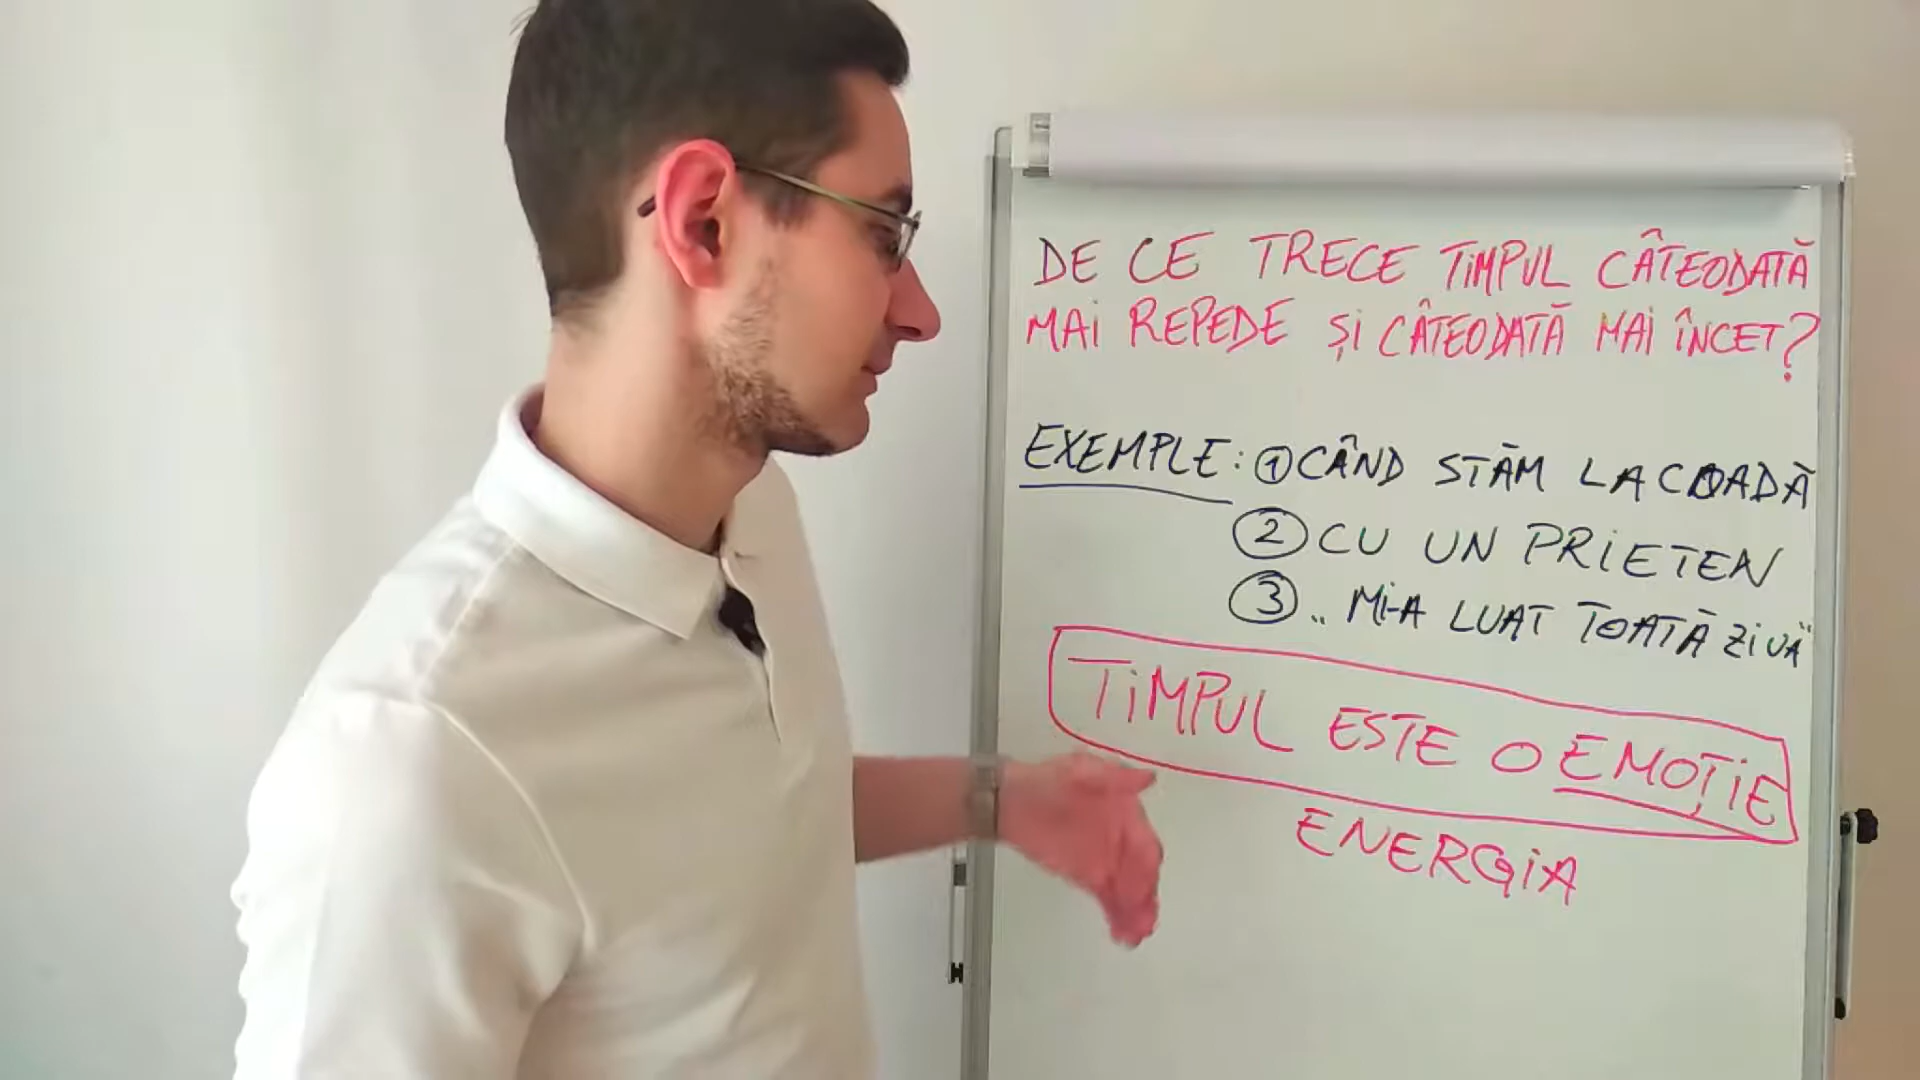 DE CE TRECE TIMPUL CÂTEODATĂ
MAI REPEDE ȘI CÂTEODATĂ MAI ÎNCET?
EXEMPLE: ① CÂND STĂM LA COADĂ
② CU UN PRIETEN
③ „MI-A LUAT TOATĂ ZIUA"
TIMPUL ESTE O EMOȚIE
ENERGIA